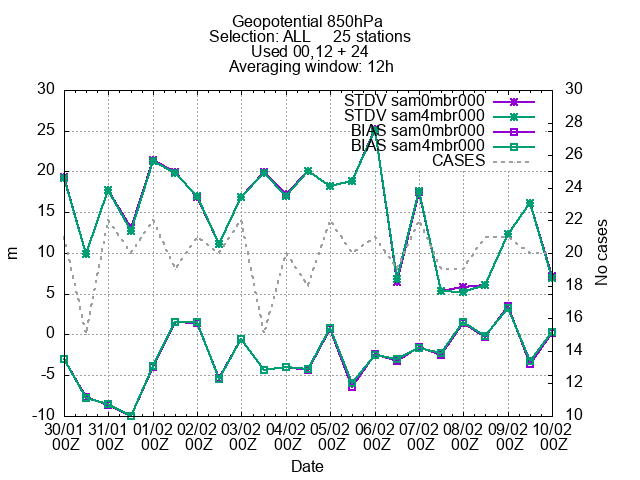 Geopotential 850hPa
Selection: ALL     25 stations
Used 00,12 + 24
Averaging window: 12h
STDV sam0mbr000
STDV sam4mbr000
BIAS sam0mbr000
BIAS sam4mbr000
CASES
30
25
20
15
10
5
0
-5
-10
m
30
28
26
24
22
20
18
16
14
12
10
No cases
30/01 31/01 01/02 02/02 03/02 04/02 05/02 06/02 07/02 08/02 09/02 10/02
00Z 00Z 00Z 00Z 00Z 00Z 00Z 00Z 00Z 00Z 00Z 00Z
Date